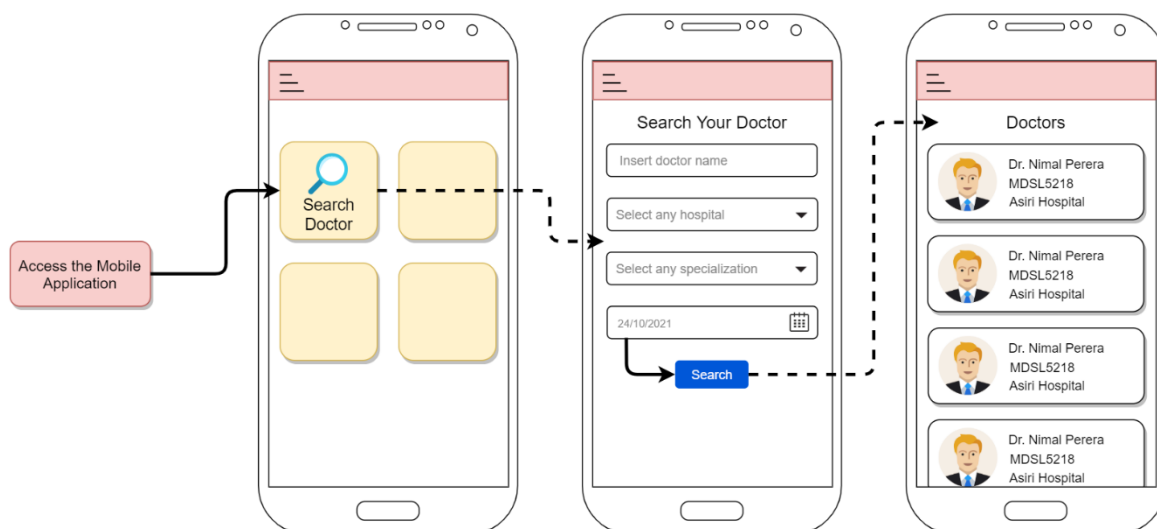 Access the Mobile
Application
Search
Doctor
Search Your Doctor
Insert doctor name
Select any hospital
Select any specialization
24/10/2021
Search
Doctors
Dr. Nimal Perera
MDSL5218
Asiri Hospital
Dr. Nimal Perera
MDSL5218
Asiri Hospital
Dr. Nimal Perera
MDSL5218
Asiri Hospital
Dr. Nimal Perera
MDSL5218
Asiri Hospital